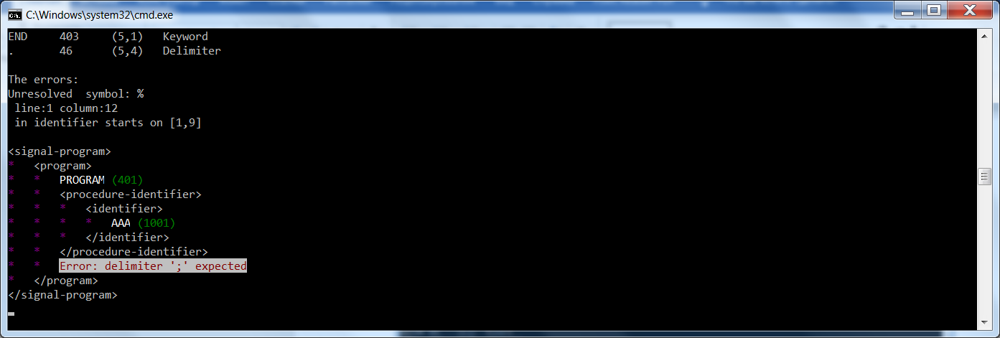 C:\Windows\system32\cmd.exe
END 403 (5,1) Keyword
. 46 (5,4) Delimiter
The errors:
Unresolved symbol: %
line:1 column:12
in identifier starts on [1,9]
<signal-program>
* <program>
* * PROGRAM (401)
* * <procedure-identifier>
* * * <identifier>
* * * * AAA (1001)
* * * </identifier>
* * </procedure-identifier>
* * Error: delimiter ';' expected
* </program>
</signal-program>